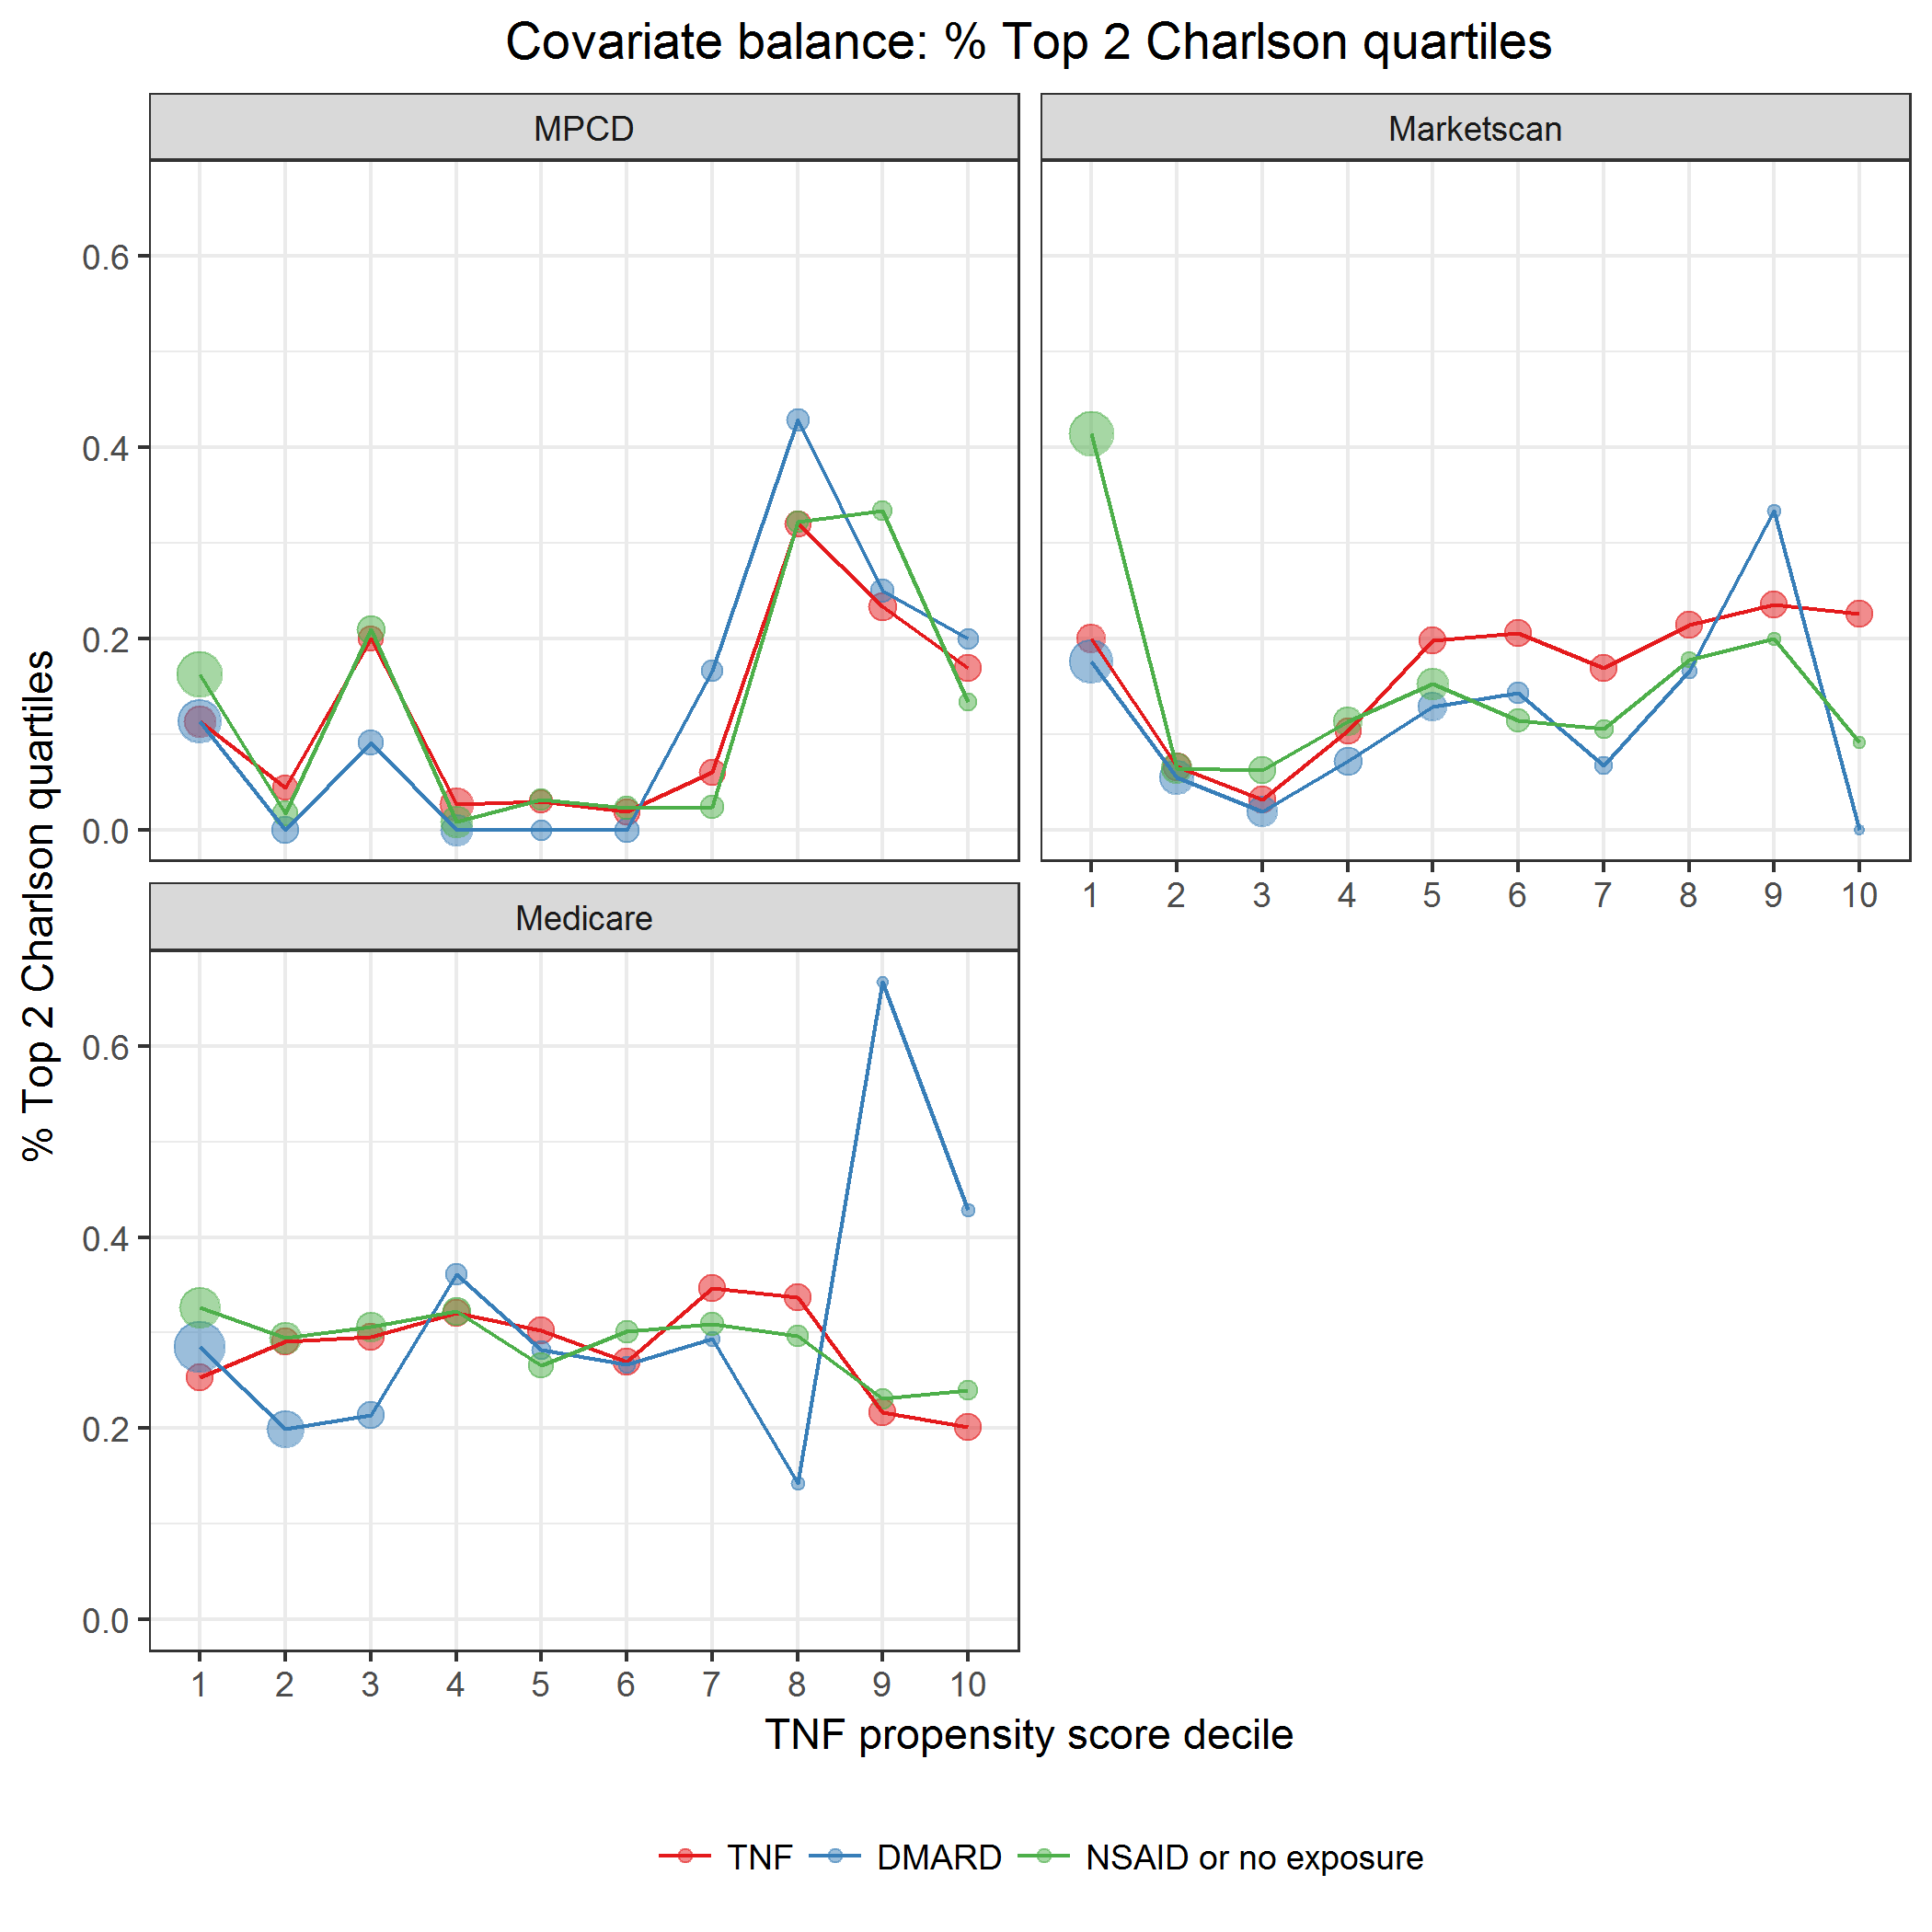 Covariate balance: % Top 2 Charlson quartiles
MPCD
Marketscan
% Top 2 Charlson quartiles
0.6
0.4
0.2
0.0
1 2 3 4 5 6 7 8 9 10
Medicare
0.6
0.4
0.2
0.0
1 2 3 4 5 6 7 8 9 10
TNF propensity score decile
TNF DMARD NSAID or no exposure